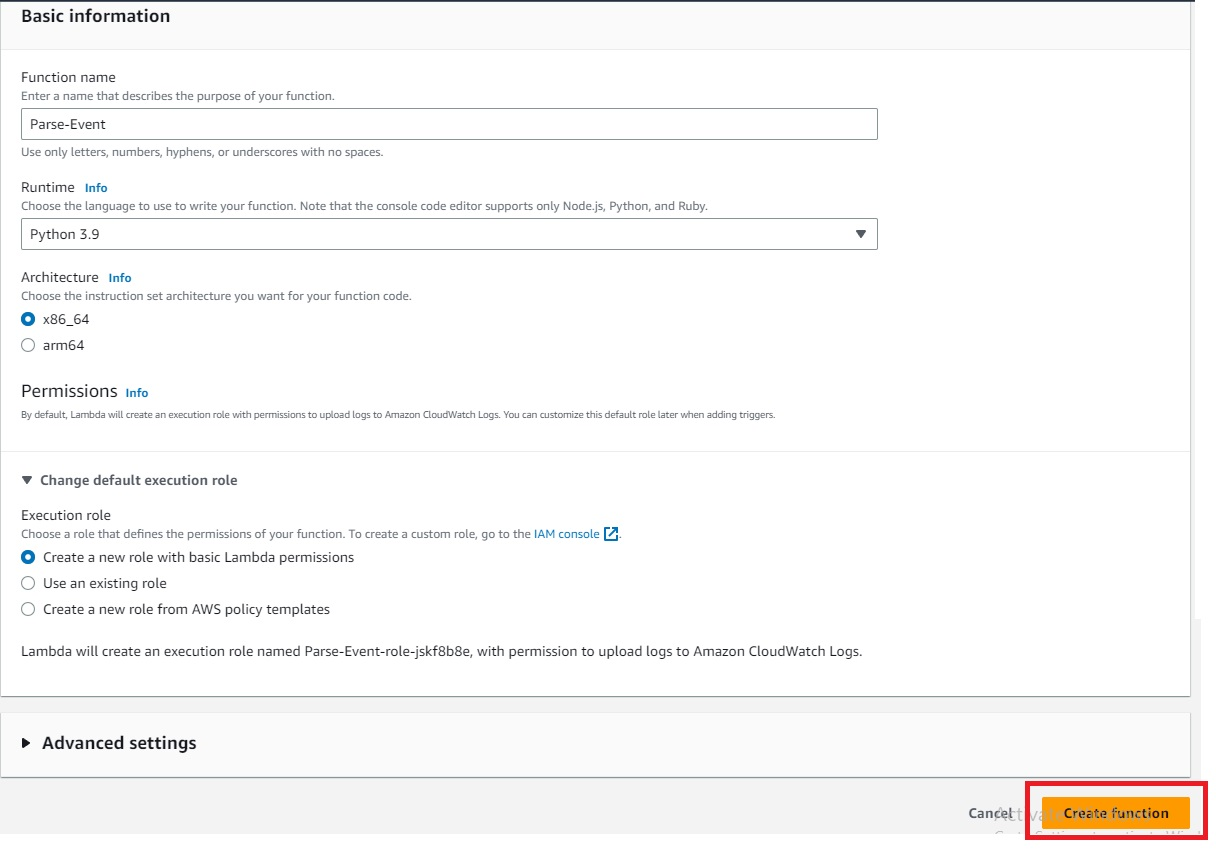 Basic information
Function name
Enter a name that describes the purpose of your function.
Parse-Event
Use only letters, numbers, hyphens, or underscores with no spaces.
Runtime Info
Choose the language to use to write your function. Note that the console code editor supports only Node.js, Python, and Ruby.
Python 3.9
Architecture Info
Choose the instruction set architecture you want for your function code.
x86_64
arm64
Permissions Info
By default, Lambda will create an execution role with permissions to upload logs to Amazon CloudWatch Logs. You can customize this default role later when adding triggers.
Change default execution role
Execution role
Choose a role that defines the permissions of your function. To create a custom role, go to the IAM console.
Create a new role with basic Lambda permissions
Use an existing role
Create a new role from AWS policy templates
Lambda will create an execution role named Parse-Event-role-jskf8b8e, with permission to upload logs to Amazon CloudWatch Logs.
Advanced settings
Cancel Create function